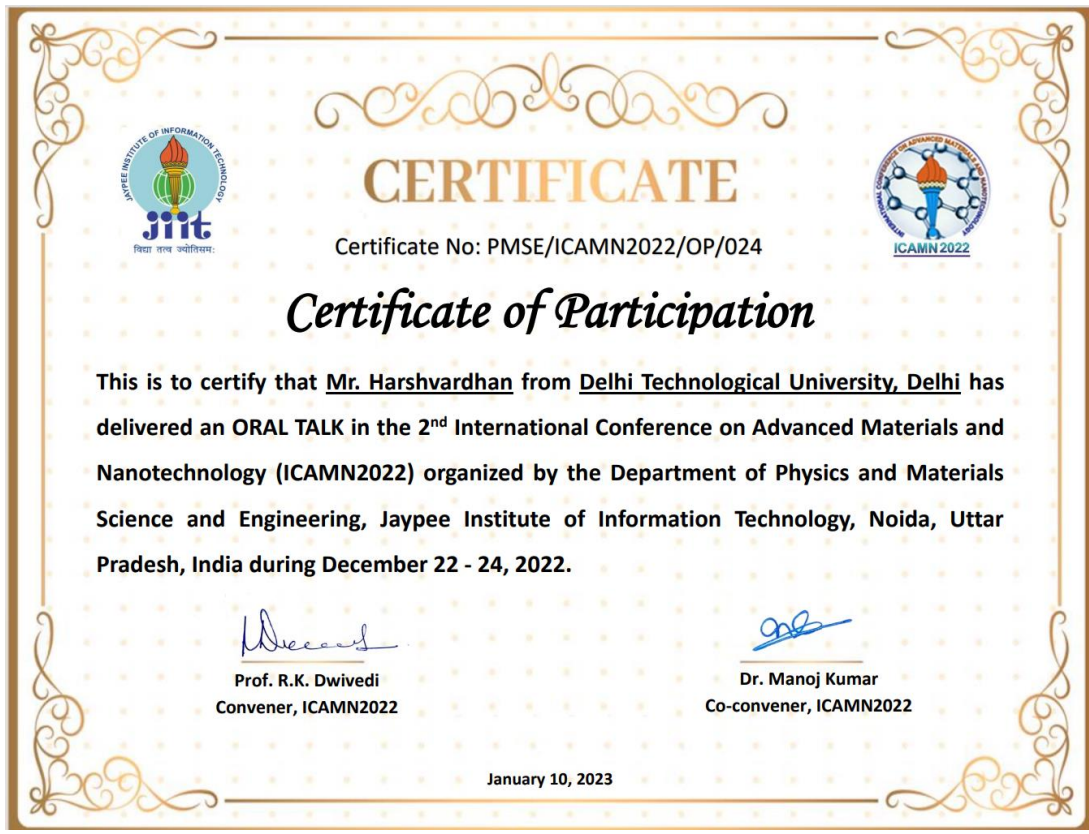 JAYPEE INSTITUTE OF INFORMATION TECHNOLOGY
jiit
विद्या तत्व ज्योतिसमः
CERTIFICATE
INTERNATIONAL CONFERENCE ON ADVANCED MATERIALS AND NANOTECHNOLOGY
ICAMN 2022
Certificate No: PMSE/ICAMN2022/OP/024
Certificate of Participation
This is to certify that Mr. Harshvardhan from Delhi Technological University, Delhi has
delivered an ORAL TALK in the 2nd International Conference on Advanced Materials and
Nanotechnology (ICAMN2022) organized by the Department of Physics and Materials
Science and Engineering, Jaypee Institute of Information Technology, Noida, Uttar
Pradesh, India during December 22 - 24, 2022.
Prof. R.K. Dwivedi
Convener, ICAMN2022
Dr. Manoj Kumar
Co-convener, ICAMN2022
January 10, 2023